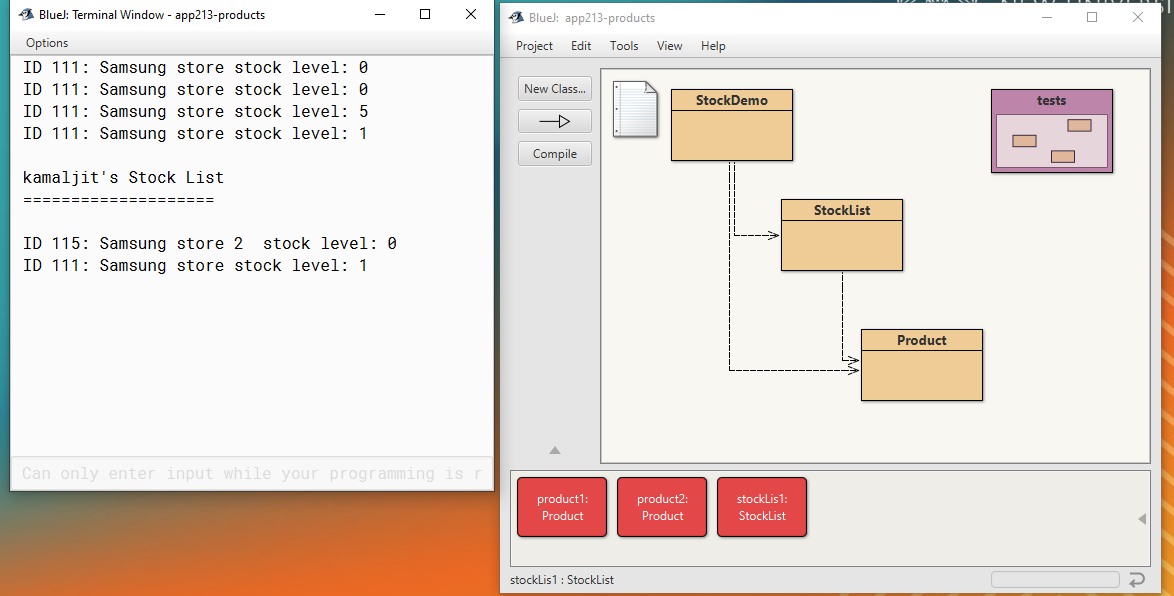 BlueJ: Terminal Window - app213-products
Options
ID 111: Samsung store stock level: 0
ID 111: Samsung store stock level: 0
ID 111: Samsung store stock level: 5
ID 111: Samsung store stock level: 1
kamaljit's Stock List
====================
ID 115: Samsung store 2  stock level: 0
ID 111: Samsung store stock level: 1
Can only enter input while your programming is r
BlueJ: app213-products
Project Edit Tools View Help
New Class...
Compile
StockDemo
tests
StockList
Product
product1:
Product
product2:
Product
stockLis1:
StockList
stockLis1 : StockList